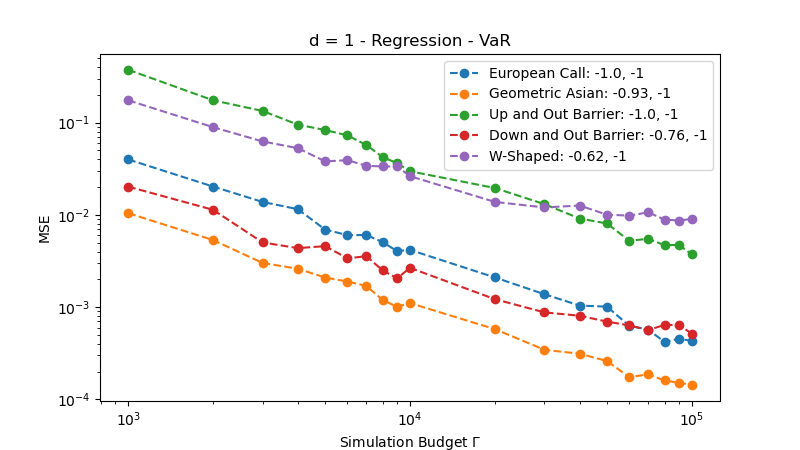 d = 1 - Regression - VaR
European Call: -1.0, -1
Geometric Asian: -0.93, -1
Up and Out Barrier: -1.0, -1
Down and Out Barrier: -0.76, -1
W-Shaped: -0.62, -1
MSE
10⁻¹
10⁻²
10⁻³
10⁻⁴
10³
10⁴
10⁵
Simulation Budget Γ